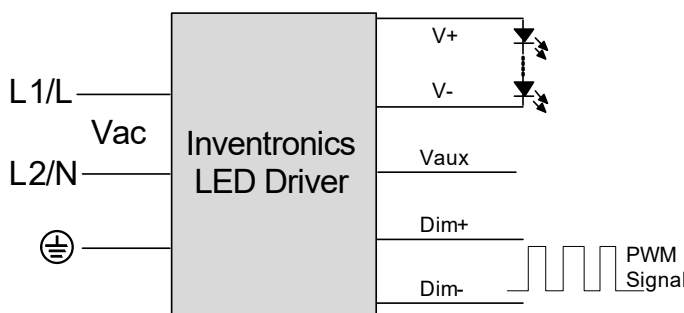 L1/L
Vac
L2/N
Inventronics
LED Driver
V+
V-
Vaux
Dim+
Dim-
PWM
Signal